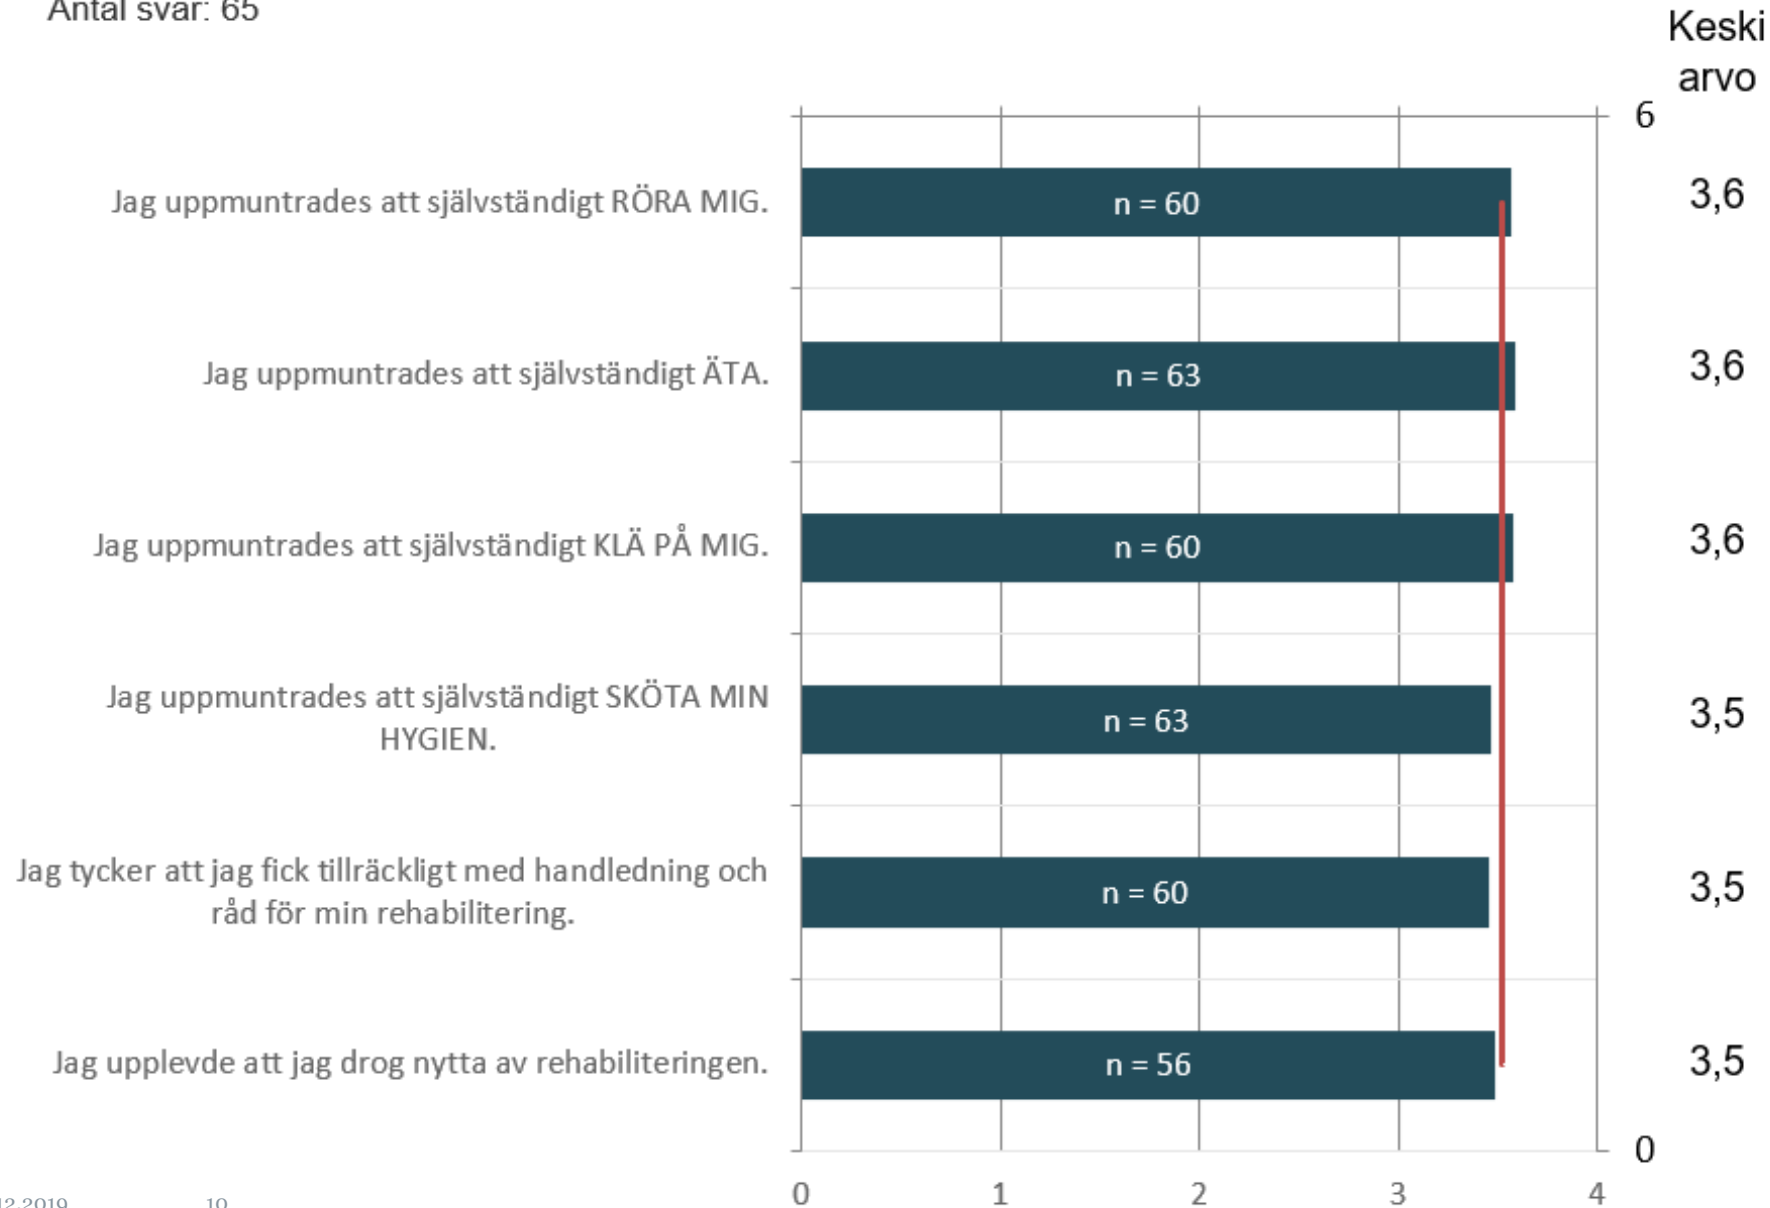 Antal svar: 65
Keski
arvo
6
Jag uppmuntrades att självständigt RÖRA MIG.
n = 60
3,6
Jag uppmuntrades att självständigt ÄTA.
n = 63
3,6
Jag uppmuntrades att självständigt KLÄ PÅ MIG.
n = 60
3,6
Jag uppmuntrades att självständigt SKÖTA MIN
HYGIEN.
n = 63
3,5
Jag tycker att jag fick tillräckligt med handledning och
råd för min rehabilitering.
n = 60
3,5
Jag upplevde att jag drog nytta av rehabiliteringen.
n = 56
3,5
0
0 1 2 3 4
12.2019 10